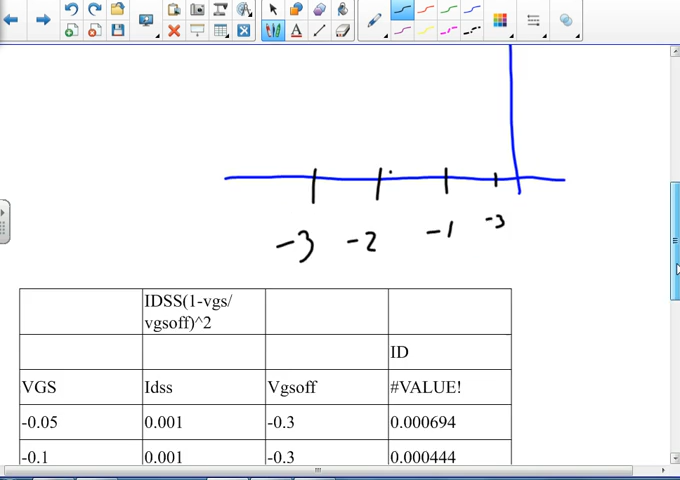 -3 -2 -1 -3
IDSS(1-vgs/
vgsoff)^2
ID
VGS Idss Vgsoff #VALUE!
-0.05 0.001 -0.3 0.000694
-0.1 0.001 -0.3 0.000444